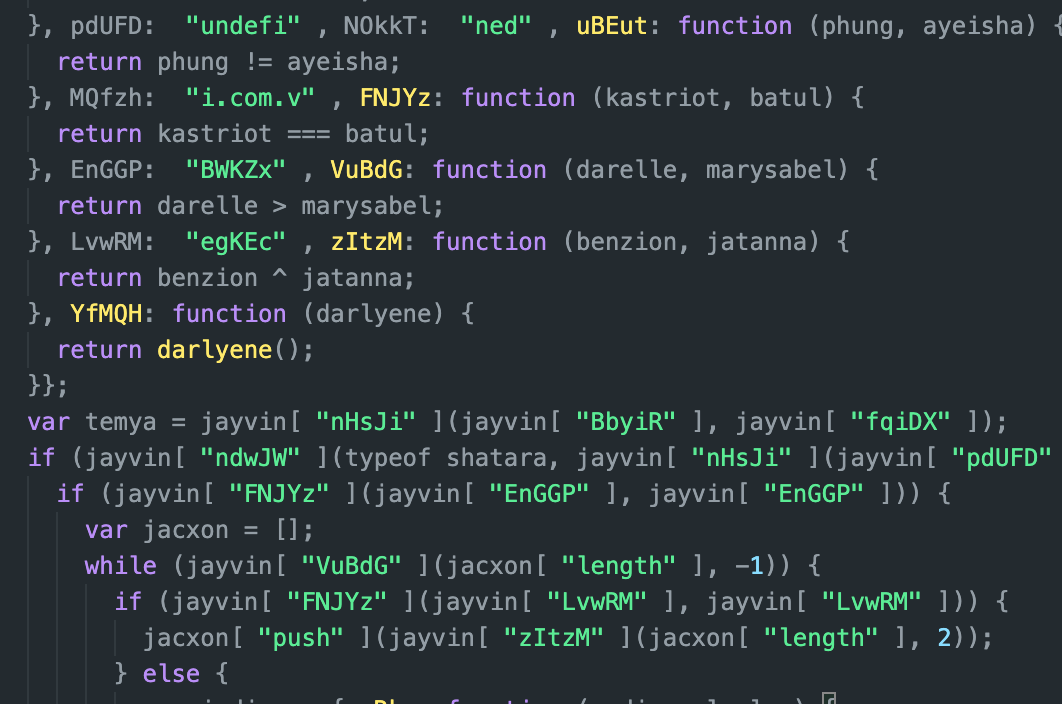 }, pdUFD:  "undefi" , NOkkT:  "ned" , uBEut: function (phung, ayeisha) {
  return phung != ayeisha;
}, MQfzh:  "i.com.v" , FNJYz: function (kastriot, batul) {
  return kastriot === batul;
}, EnGGP:  "BWKZx" , VuBdG: function (darelle, marysabel) {
  return darelle > marysabel;
}, LvwRM:  "egKEc" , zItzM: function (benzion, jatanna) {
  return benzion ^ jatanna;
}, YfMQH: function (darlyene) {
  return darlyene();
}};
var temya = jayvin[ "nHsJi" ](jayvin[ "BbyiR" ], jayvin[ "fqiDX" ]);
if (jayvin[ "ndwJW" ](typeof shatara, jayvin[ "nHsJi" ](jayvin[ "pdUFD"
  if (jayvin[ "FNJYz" ](jayvin[ "EnGGP" ], jayvin[ "EnGGP" ])) {
    var jacxon = [];
    while (jayvin[ "VuBdG" ](jacxon[ "length" ], -1)) {
      if (jayvin[ "FNJYz" ](jayvin[ "LvwRM" ], jayvin[ "LvwRM" ])) {
        jacxon[ "push" ](jayvin[ "zItzM" ](jacxon[ "length" ], 2));
      } else {